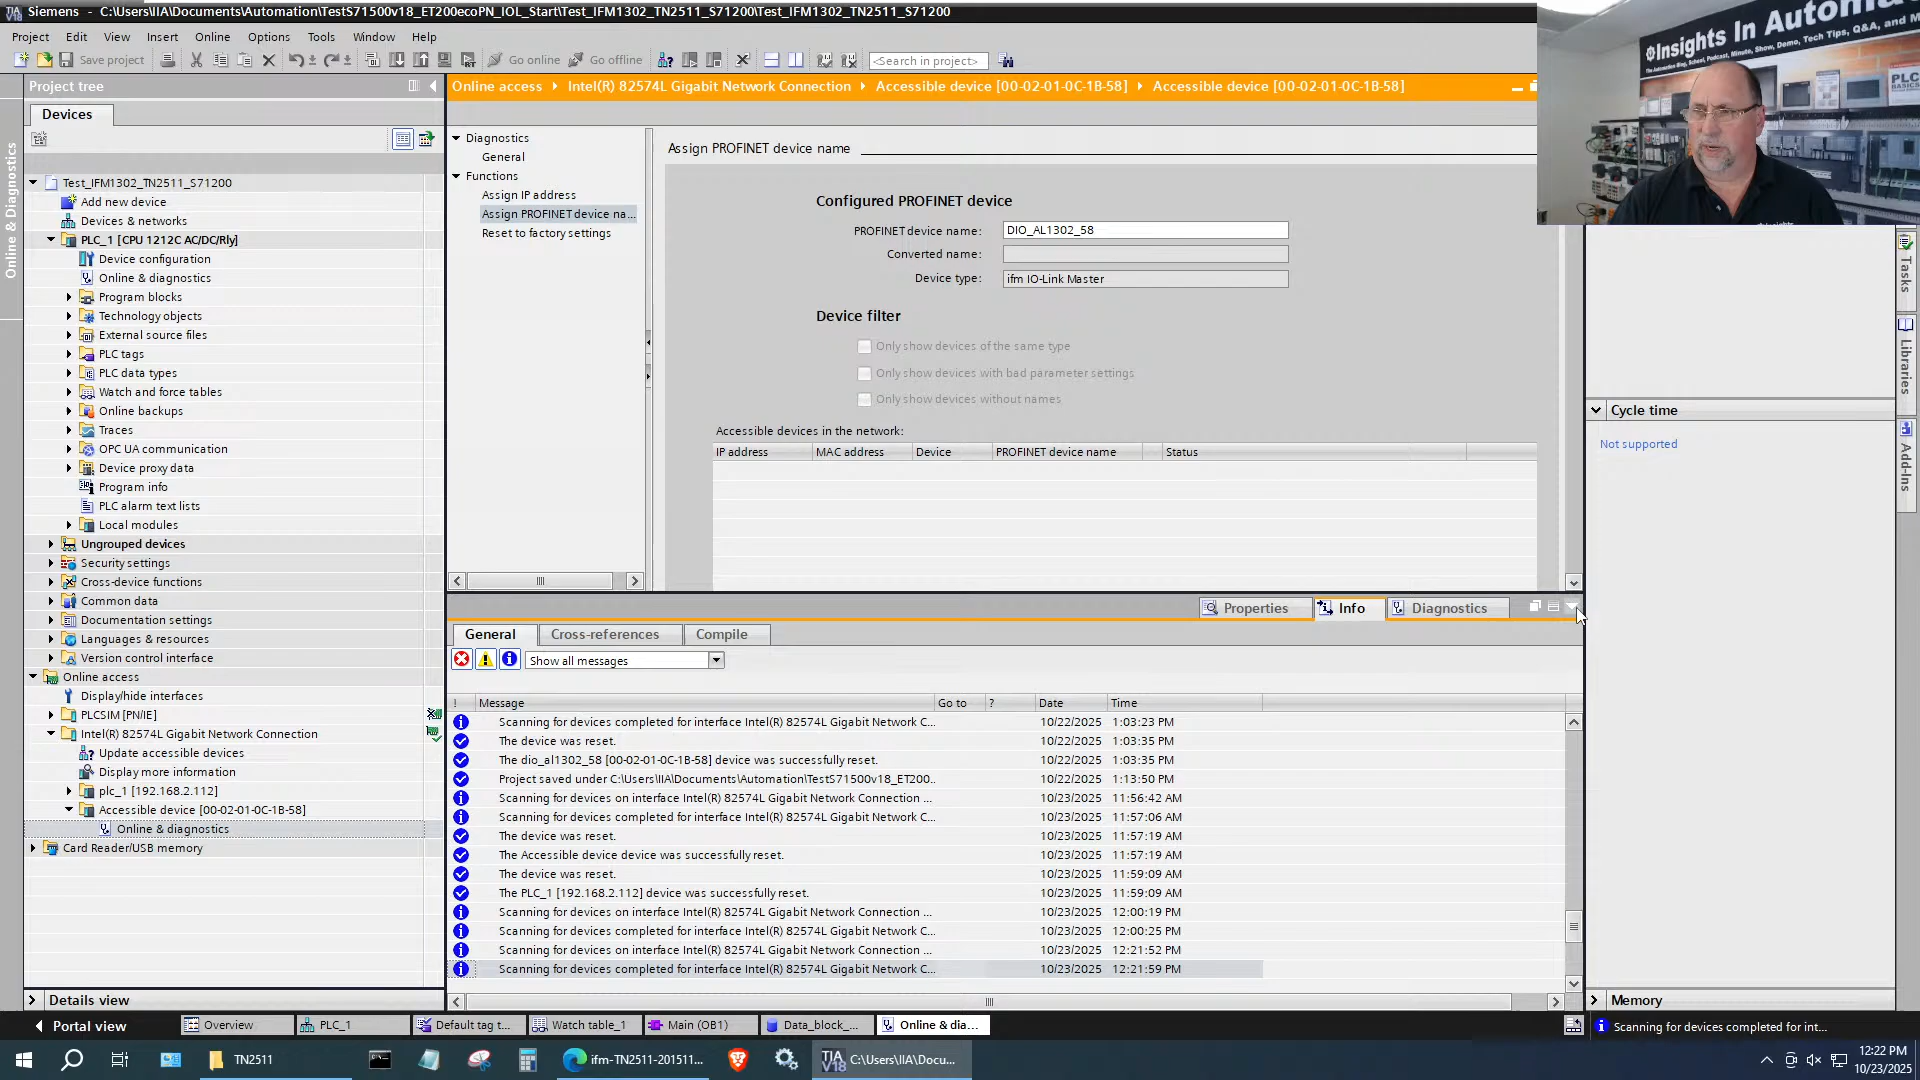 Siemens - C:\Users\IIA\Documents\Automation\TestS71500v18_ET200ecoPN_IOL_Start\Test_IFM1302_TN2511_S71200\Test_IFM1302_TN2511_S71200
Project Edit View Insert Online Options Tools Window Help
Save project Go online Go offline <Search in project>
Insights In Automa
The Automation Blog, School, Podcast, Minute, Show, Demo, Tech Tips, Q&A, and M
Project tree
Online access Intel(R) 82574L Gigabit Network Connection Accessible device [00-02-01-0C-1B-58] Accessible device [00-02-01-0C-1B-58]
Devices
Online & Diagnostics
Test_IFM1302_TN2511_S71200
Add new device
Devices & networks
PLC_1 [CPU 1212C AC/DC/Rly]
Device configuration
Online & diagnostics
Program blocks
Technology objects
External source files
PLC tags
PLC data types
Watch and force tables
Online backups
Traces
OPC UA communication
Device proxy data
Program info
PLC alarm text lists
Local modules
Ungrouped devices
Security settings
Cross-device functions
Common data
Documentation settings
Languages & resources
Version control interface
Online access
Display/hide interfaces
PLCSIM [PN/IE]
Intel(R) 82574L Gigabit Network Connection
Update accessible devices
Display more information
plc_1 [192.168.2.112]
Accessible device [00-02-01-0C-1B-58]
Online & diagnostics
Card Reader/USB memory
Details view
Diagnostics
General
Functions
Assign IP address
Assign PROFINET device na...
Reset to factory settings
Assign PROFINET device name
Configured PROFINET device
PROFINET device name: DIO_AL1302_58
Converted name:
Device type: ifm IO-Link Master
Device filter
Only show devices of the same type
Only show devices with bad parameter settings
Only show devices without names
Accessible devices in the network:
IP address MAC address Device PROFINET device name Status
Properties Info Diagnostics
General Cross-references Compile
Show all messages
! Message Go to ? Date Time
Scanning for devices completed for interface Intel(R) 82574L Gigabit Network C... 10/22/2025 1:03:23 PM
The device was reset. 10/22/2025 1:03:35 PM
The dio_al1302_58 [00-02-01-0C-1B-58] device was successfully reset. 10/22/2025 1:03:35 PM
Project saved under C:\Users\IIA\Documents\Automation\TestS71500v18_ET200.. 10/22/2025 1:13:50 PM
Scanning for devices on interface Intel(R) 82574L Gigabit Network Connection ... 10/23/2025 11:56:42 AM
Scanning for devices completed for interface Intel(R) 82574L Gigabit Network C... 10/23/2025 11:57:06 AM
The device was reset. 10/23/2025 11:57:19 AM
The Accessible device device was successfully reset. 10/23/2025 11:57:19 AM
The device was reset. 10/23/2025 11:59:09 AM
The PLC_1 [192.168.2.112] device was successfully reset. 10/23/2025 11:59:09 AM
Scanning for devices on interface Intel(R) 82574L Gigabit Network Connection ... 10/23/2025 12:00:19 PM
Scanning for devices completed for interface Intel(R) 82574L Gigabit Network C... 10/23/2025 12:00:25 PM
Scanning for devices on interface Intel(R) 82574L Gigabit Network Connection ... 10/23/2025 12:21:52 PM
Scanning for devices completed for interface Intel(R) 82574L Gigabit Network C... 10/23/2025 12:21:59 PM
Cycle time
Not supported
Memory
Tasks
Libraries
Add-Ins
Portal view Overview PLC_1 Default tag t... Watch table_1 Main (OB1) Data_block_... Online & dia... Scanning for devices completed for int...
TN2511 ifm-TN2511-201511... C:\Users\IIA\Docu... 12:22 PM
10/23/2025